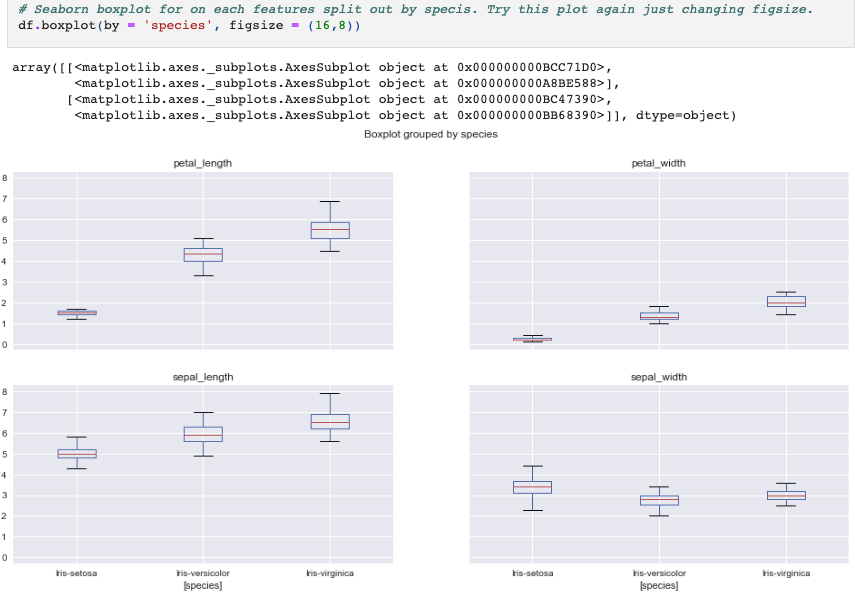 # Seaborn boxplot for on each features split out by specis. Try this plot again just changing figsize.
df.boxplot(by = 'species', figsize = (16,8))
array([[<matplotlib.axes._subplots.AxesSubplot object at 0x000000000BCC71D0>,
<matplotlib.axes._subplots.AxesSubplot object at 0x000000000A8BE588>],
[<matplotlib.axes._subplots.AxesSubplot object at 0x000000000BC47390>,
<matplotlib.axes._subplots.AxesSubplot object at 0x000000000BB68390>]], dtype=object)
Boxplot grouped by species
petal_length
petal_width
8
7
6
5
4
3
2
1
0
sepal_length
sepal_width
8
7
6
5
4
3
2
1
0
Iris-setosa Iris-versicolor Iris-virginica
[species]
Iris-setosa Iris-versicolor Iris-virginica
[species]